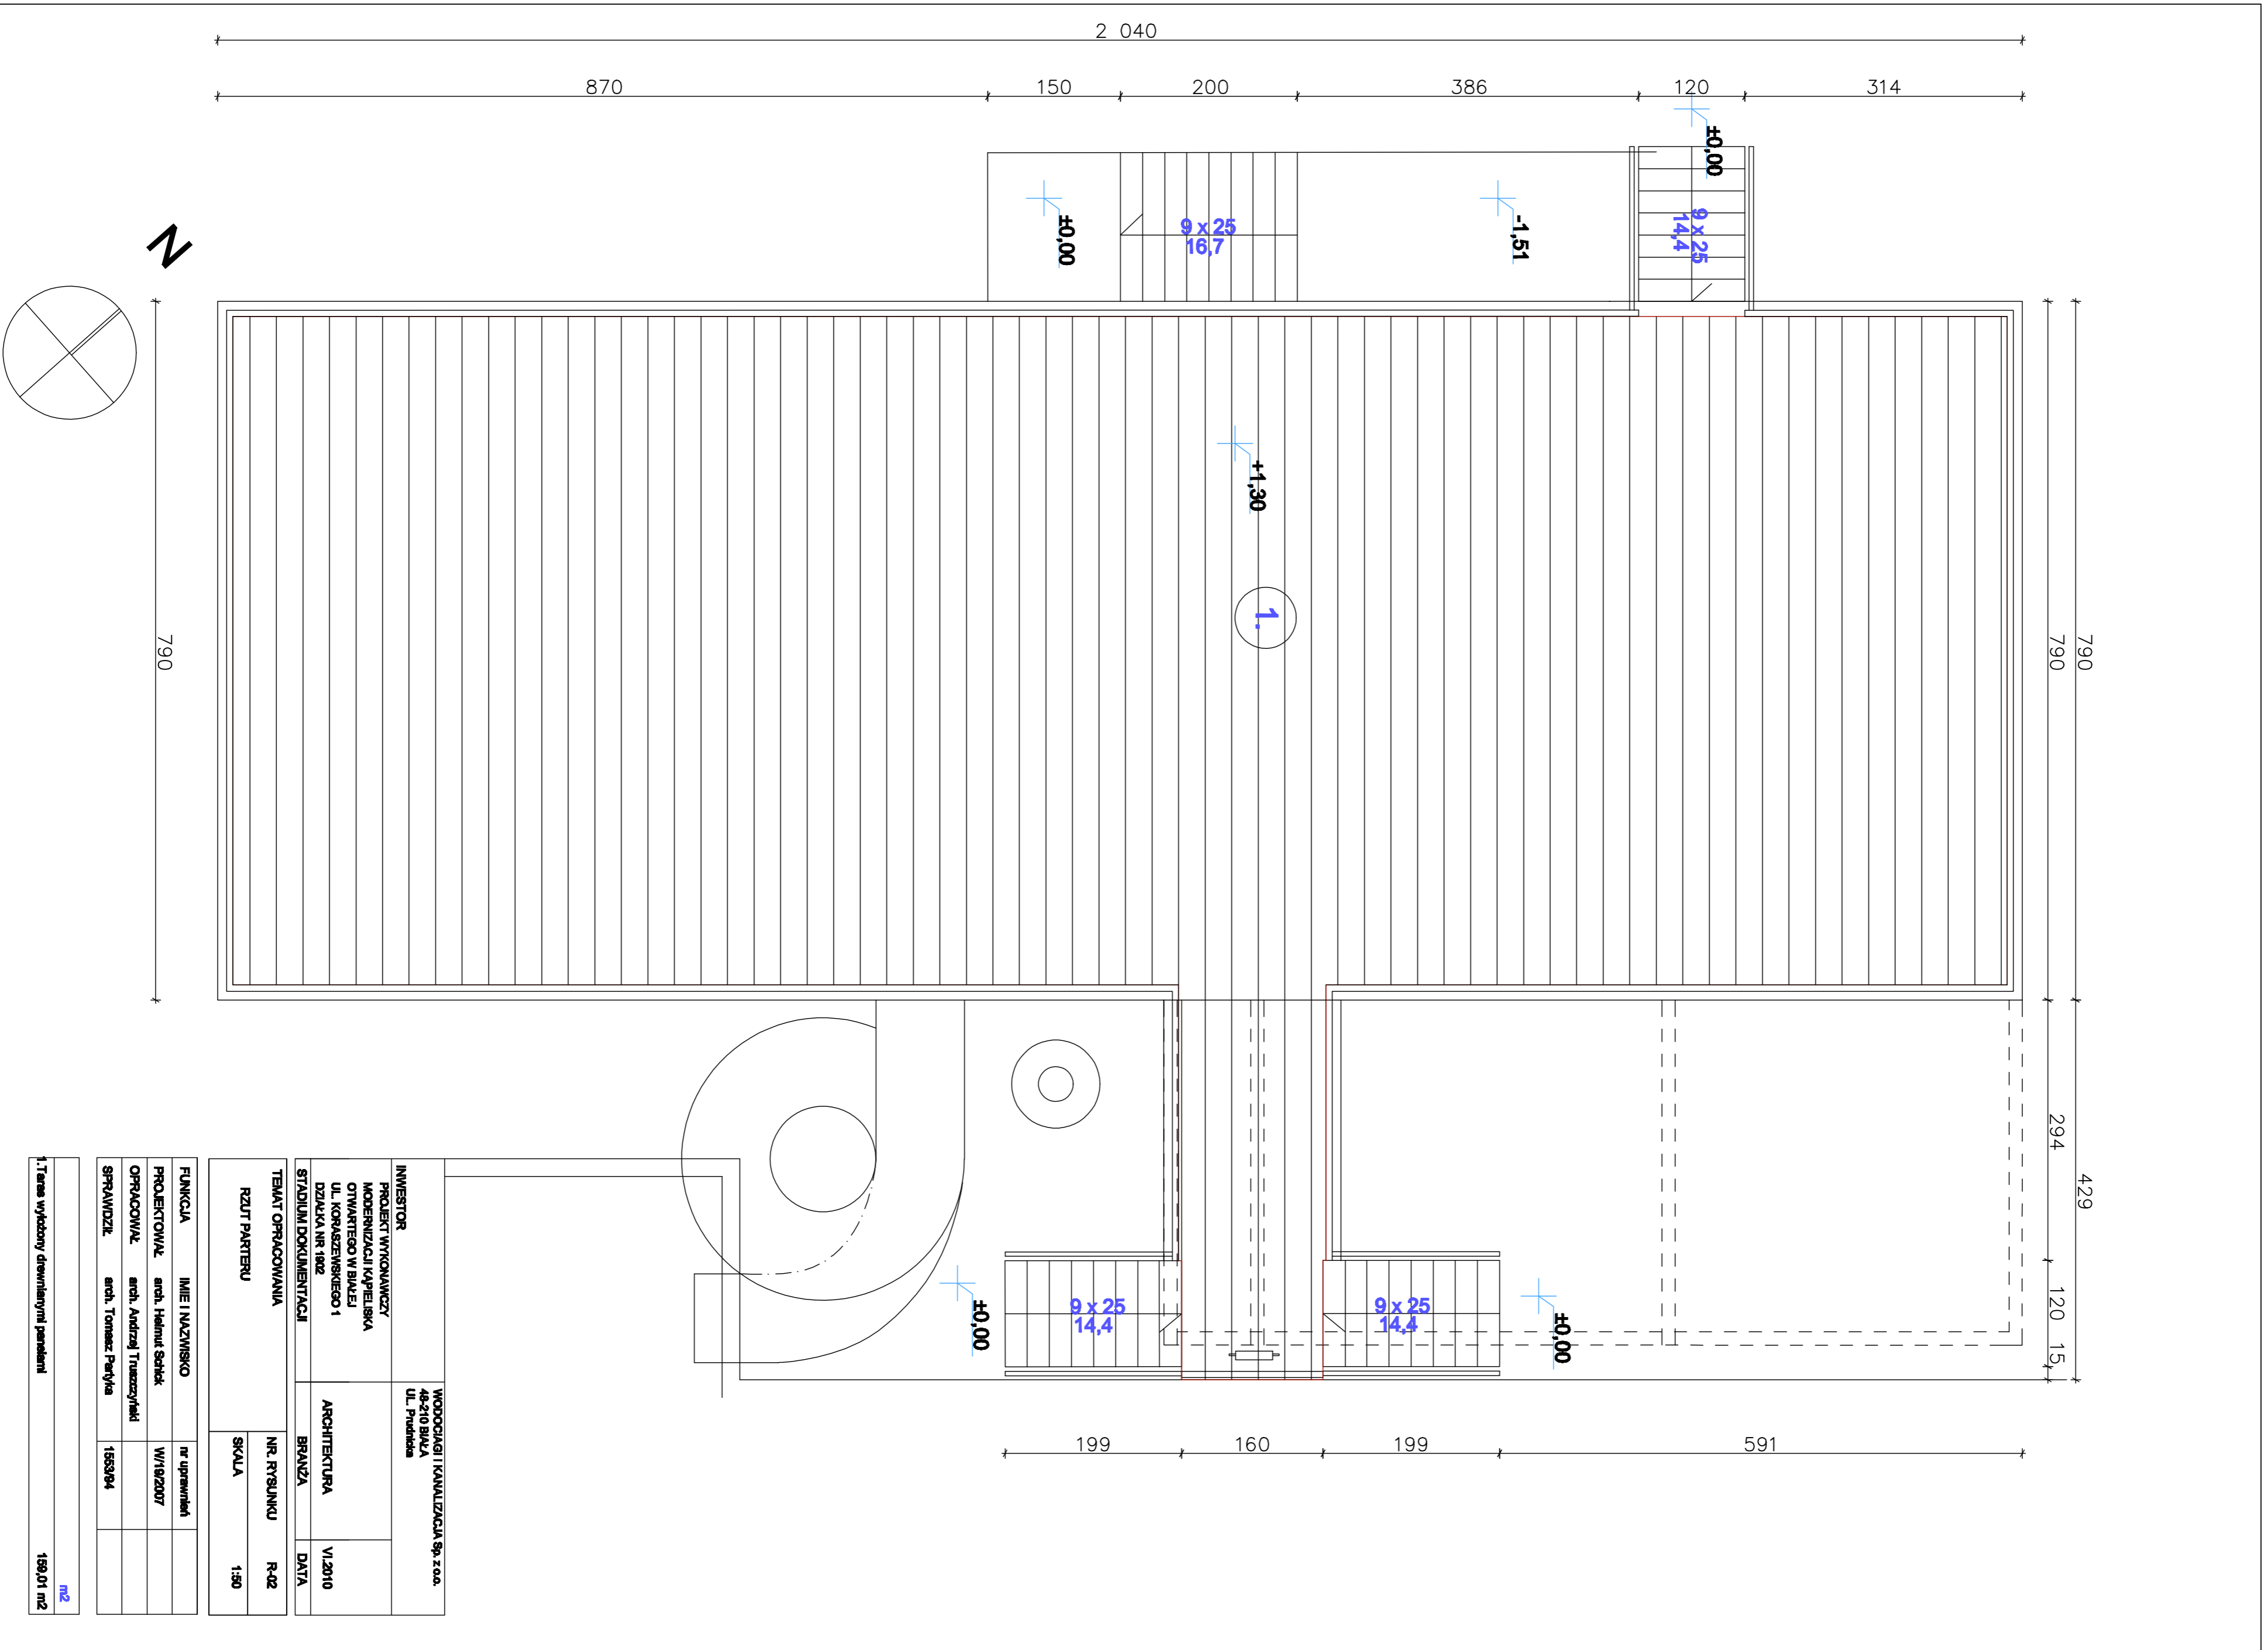 2 040
870
150
200
386
120
314
±0,00
±0,00
9 x 25
16,7
-1,51
9 x 25
14,4
N
+1,30
1.
790
790
790
294
429
120
15
±0,00
9 x 25
14,4
9 x 25
14,4
±0,00
199
160
199
591
INWESTOR
WODOCIĄGI I KANALIZACJA Sp. z o.o.
48-210 BIAŁA
UL. Prudnicka
PROJEKT WYKONAWCZY
MODERNIZACJI KĄPIELISKA
OTWARTEGO W BIAŁEJ
UL. KORASZEWSKIEGO 1
DZIAŁKA NR 1902
ARCHITEKTURA
VI.2010
STADIUM DOKUMENTACJI
BRANŻA
DATA
TEMAT OPRACOWANIA
NR. RYSUNKU R-02
RZUT PARTERU
SKALA 1:50
FUNKCJA IMIE I NAZWISKO nr uprawnień
PROJEKTOWAŁ arch. Helmut Schick W/19/2007
OPRACOWAŁ arch. Andrzej Truszczyński
SPRAWDZIŁ arch. Tomasz Partyka 1553/94
m2
1.Taras wyłożony drewnianymi panelami 159,01 m2